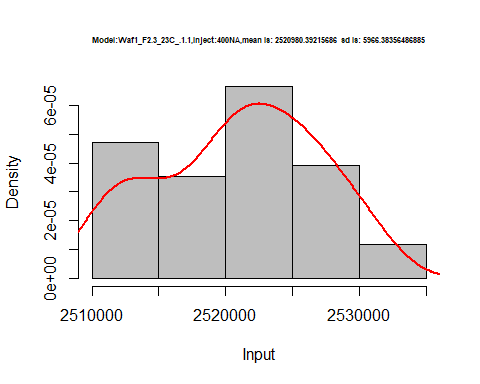 Model:Waf1_F2.3_23C_.1.1,Inject:400NA,mean is: 2520980.39215686 sd is: 5966.38356486885
Density
6e-05
4e-05
2e-05
0e+00
2510000 2520000 2530000
Input